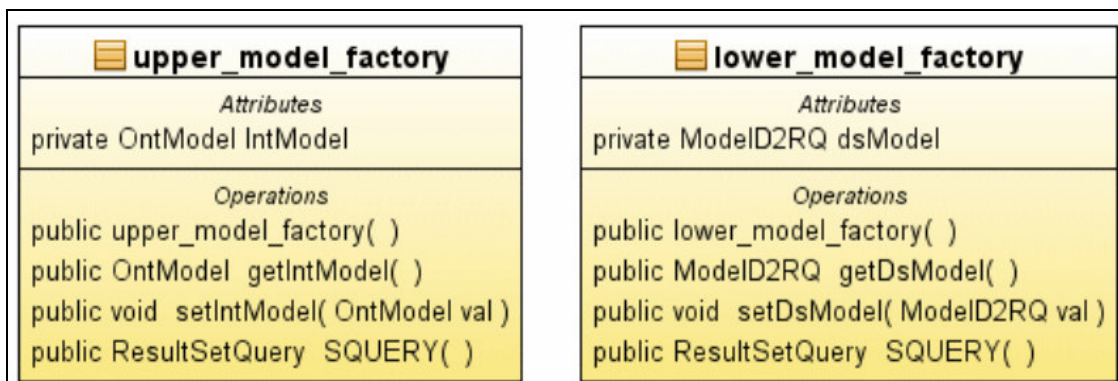 upper_model_factory
Attributes
private OntModel IntModel
Operations
public upper_model_factory( )
public OntModel getIntModel( )
public void setIntModel( OntModel val )
public ResultSetQuery SQUERY( )
lower_model_factory
Attributes
private ModelD2RQ dsModel
Operations
public lower_model_factory( )
public ModelD2RQ getDsModel( )
public void setDsModel( ModelD2RQ val )
public ResultSetQuery SQUERY( )